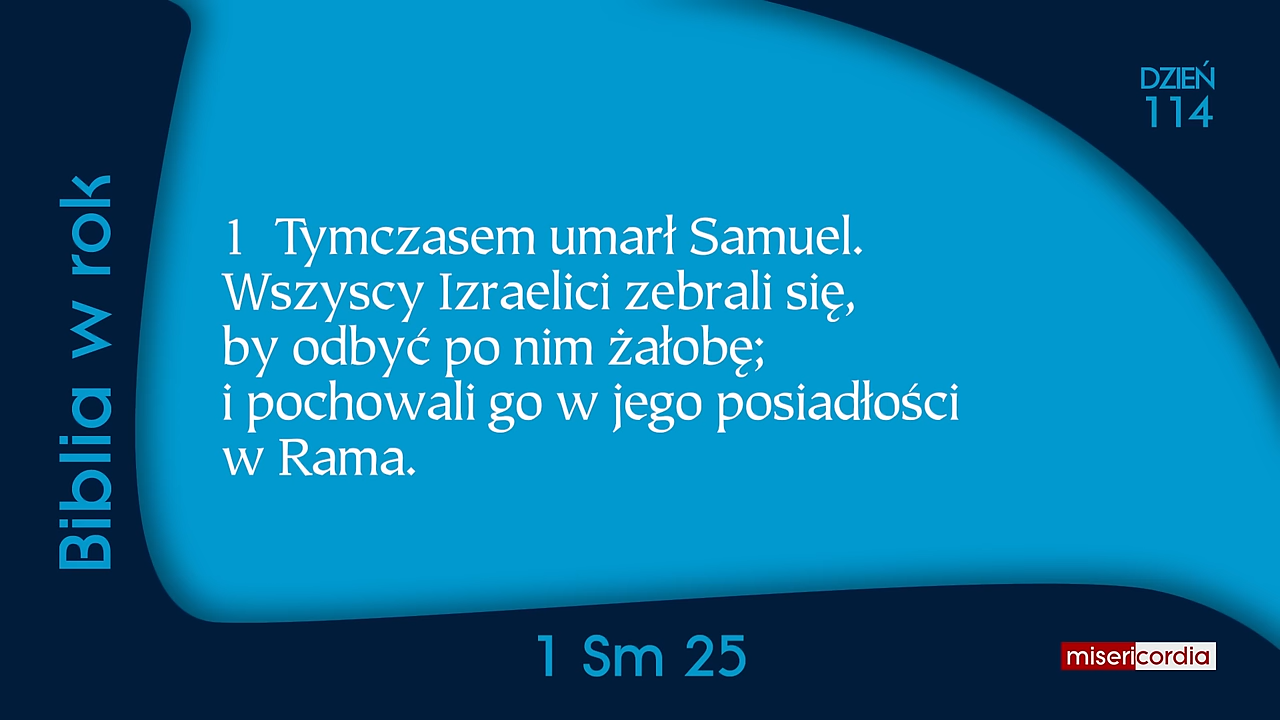 DZIEŃ
114
Biblia w rok
1 Tymczasem umarł Samuel.
Wszyscy Izraelici zebrali się,
by odbyć po nim żałobę;
i pochowali go w jego posiadłości
w Rama.
1 Sm 25
misericordia